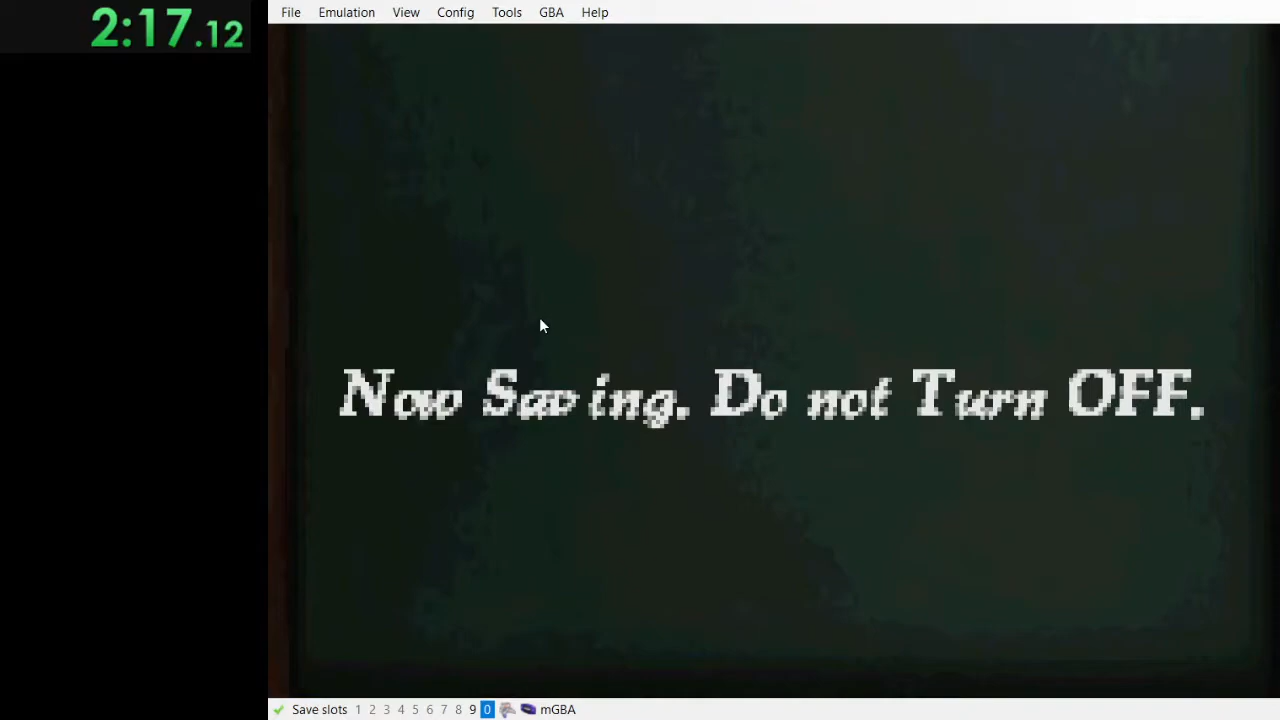 2:17.12
File Emulation View Config Tools GBA Help
Now Saving. Do not Turn OFF.
Save slots 1 2 3 4 5 6 7 8 9 0 mGBA